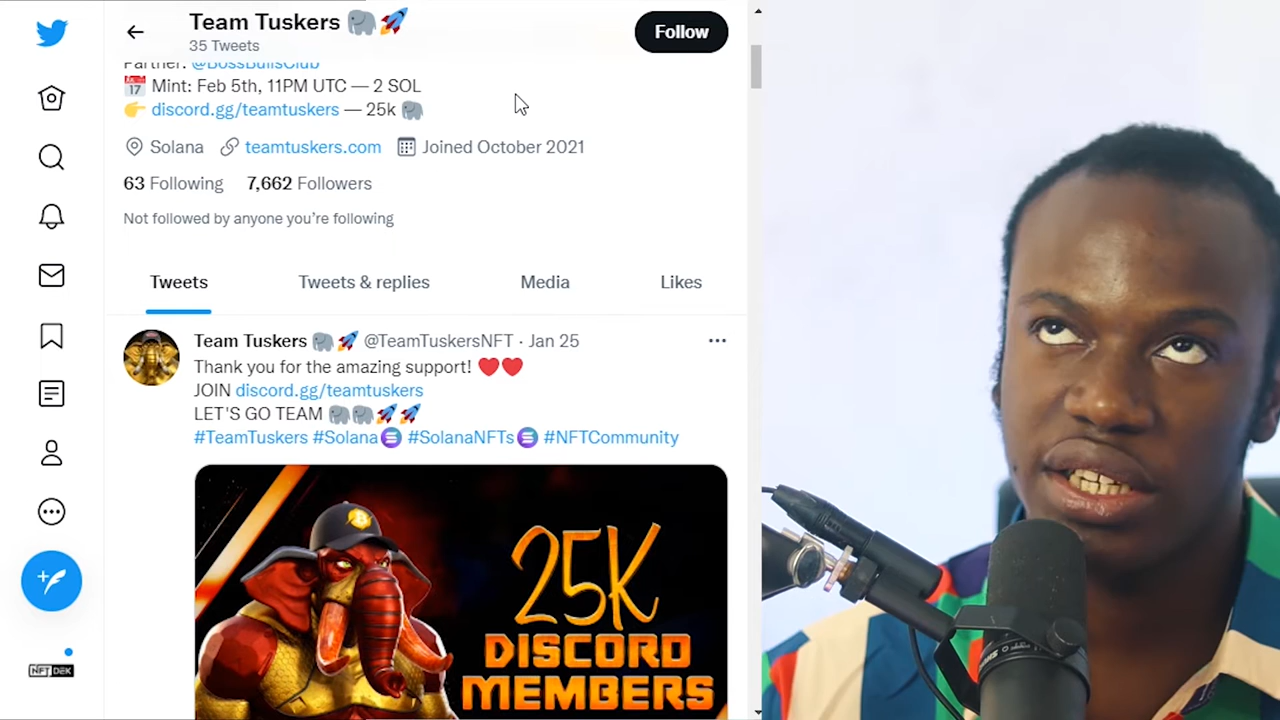 Team Tuskers 🐘🚀
35 Tweets
Follow
Partner: @BossBullsClub
📅 Mint: Feb 5th, 11PM UTC — 2 SOL
👉 discord.gg/teamtuskers — 25k 🐘
Solana teamtuskers.com Joined October 2021
63 Following 7,662 Followers
Not followed by anyone you’re following
Tweets Tweets & replies Media Likes
Team Tuskers 🐘🚀 @TeamTuskersNFT · Jan 25
Thank you for the amazing support! ♥️♥️
JOIN discord.gg/teamtuskers
LET'S GO TEAM 🐘🐘🚀🚀
#TeamTuskers #Solana #SolanaNFTs #NFTCommunity
25K
DISCORD
MEMBERS
NFT DEK